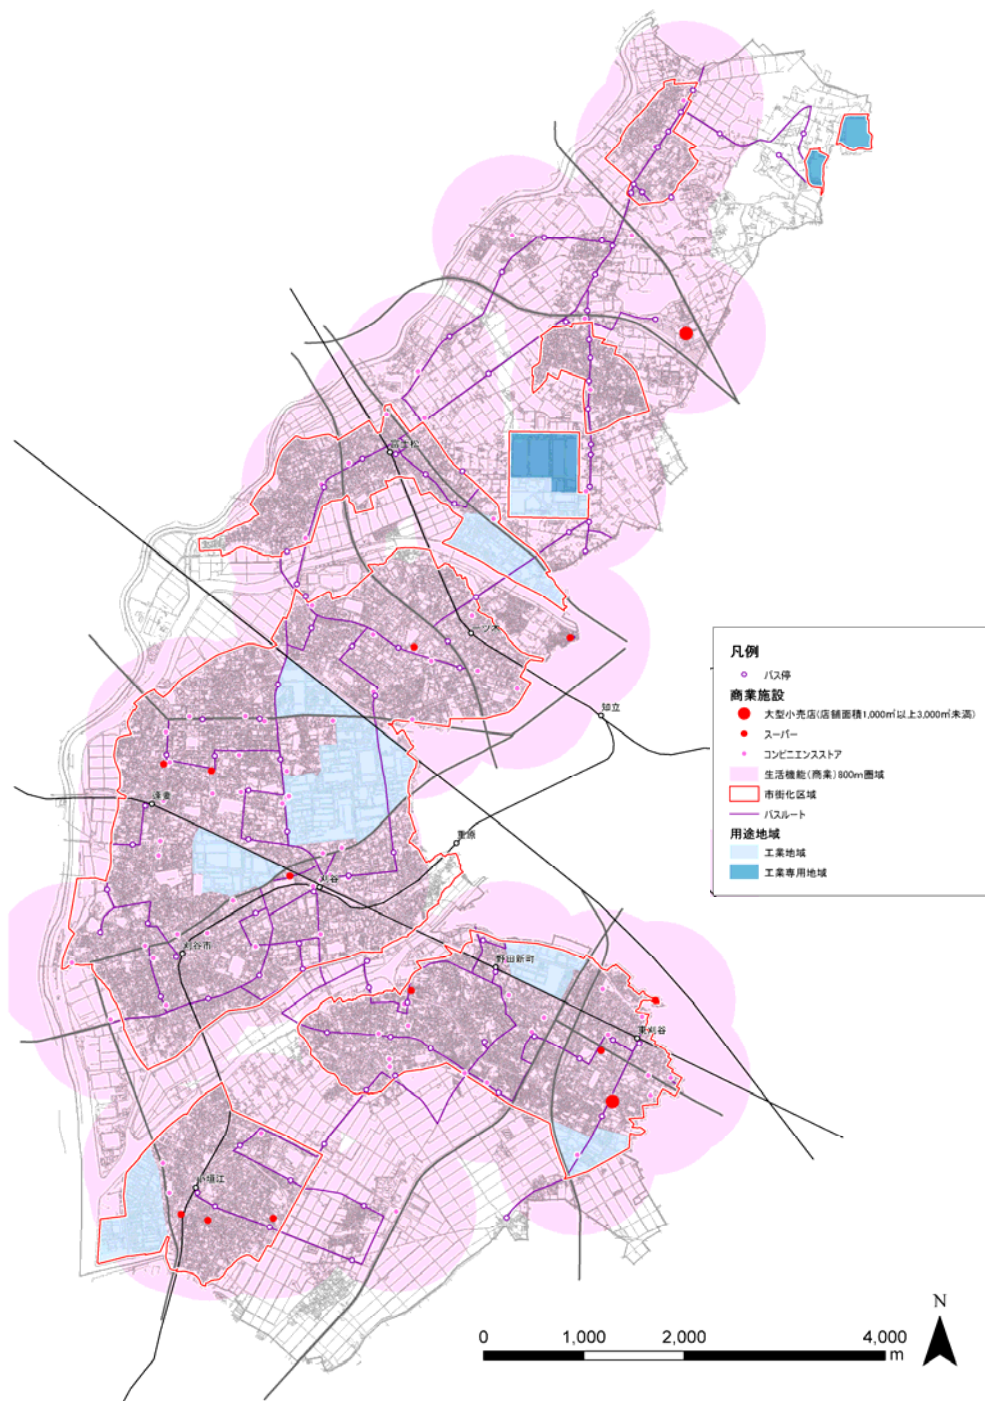 富士松
一ツ木
知立
逢妻
重原
刈谷
刈谷市
野田新町
東刈谷
小垣江
凡例
バス停
商業施設
大型小売店(店舗面積1,000㎡以上3,000㎡未満)
スーパー
コンビニエンスストア
生活機能(商業)800m圏域
市街化区域
バスルート
用途地域
工業地域
工業専用地域
N
0 1,000 2,000 4,000
m